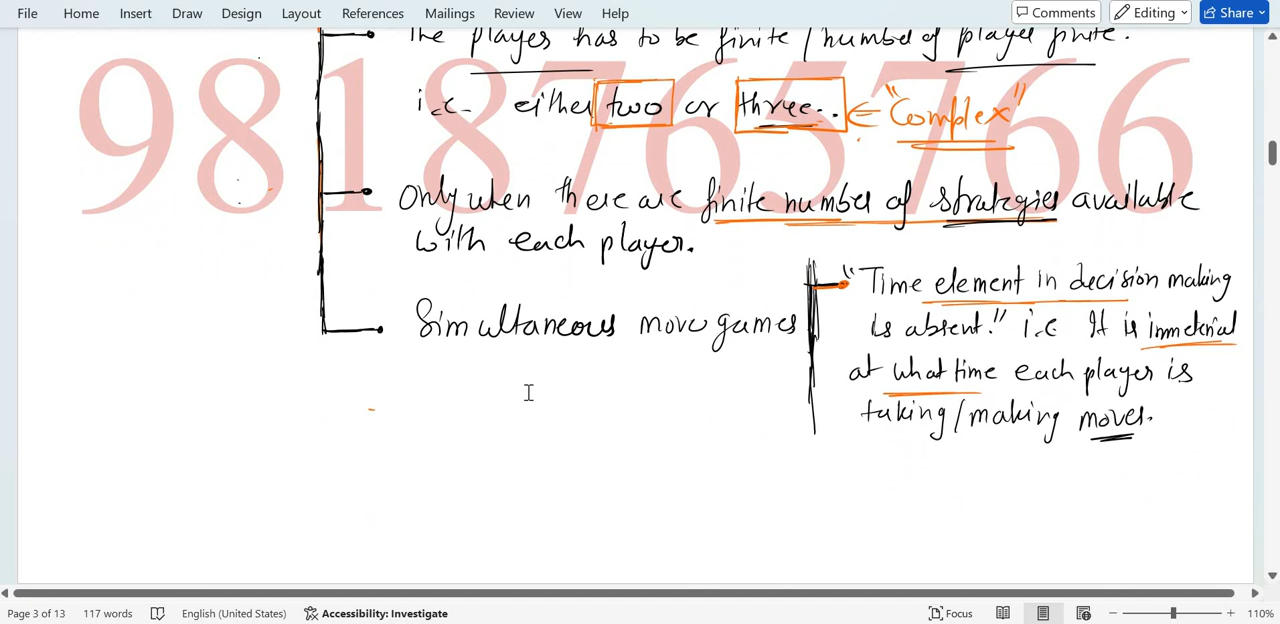 File Home Insert Draw Design Layout References Mailings Review View Help Comments Editing Share
The players has to be finite / number of player finite.
i.e. either two or three.. ⇐ "Complex"
9818765766
Only when there are finite number of strategies available
with each player.
Simultaneous move games
"Time element in decision making
is absent." i.e It is immeterial
at what time each player is
taking/making moves.
Page 3 of 13 117 words English (United States) Accessibility: Investigate Focus 110%